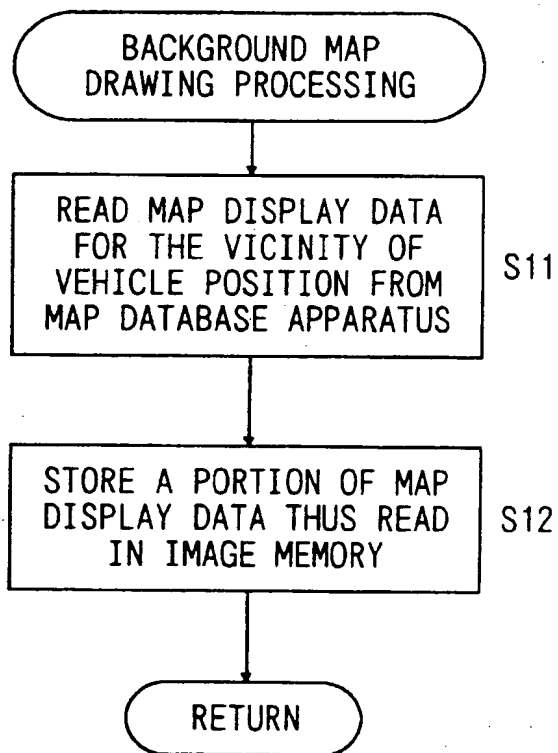 BACKGROUND MAP
DRAWING PROCESSING
READ MAP DISPLAY DATA
FOR THE VICINITY OF
VEHICLE POSITION FROM
MAP DATABASE APPARATUS
S11
STORE A PORTION OF MAP
DISPLAY DATA THUS READ
IN IMAGE MEMORY
S12
RETURN